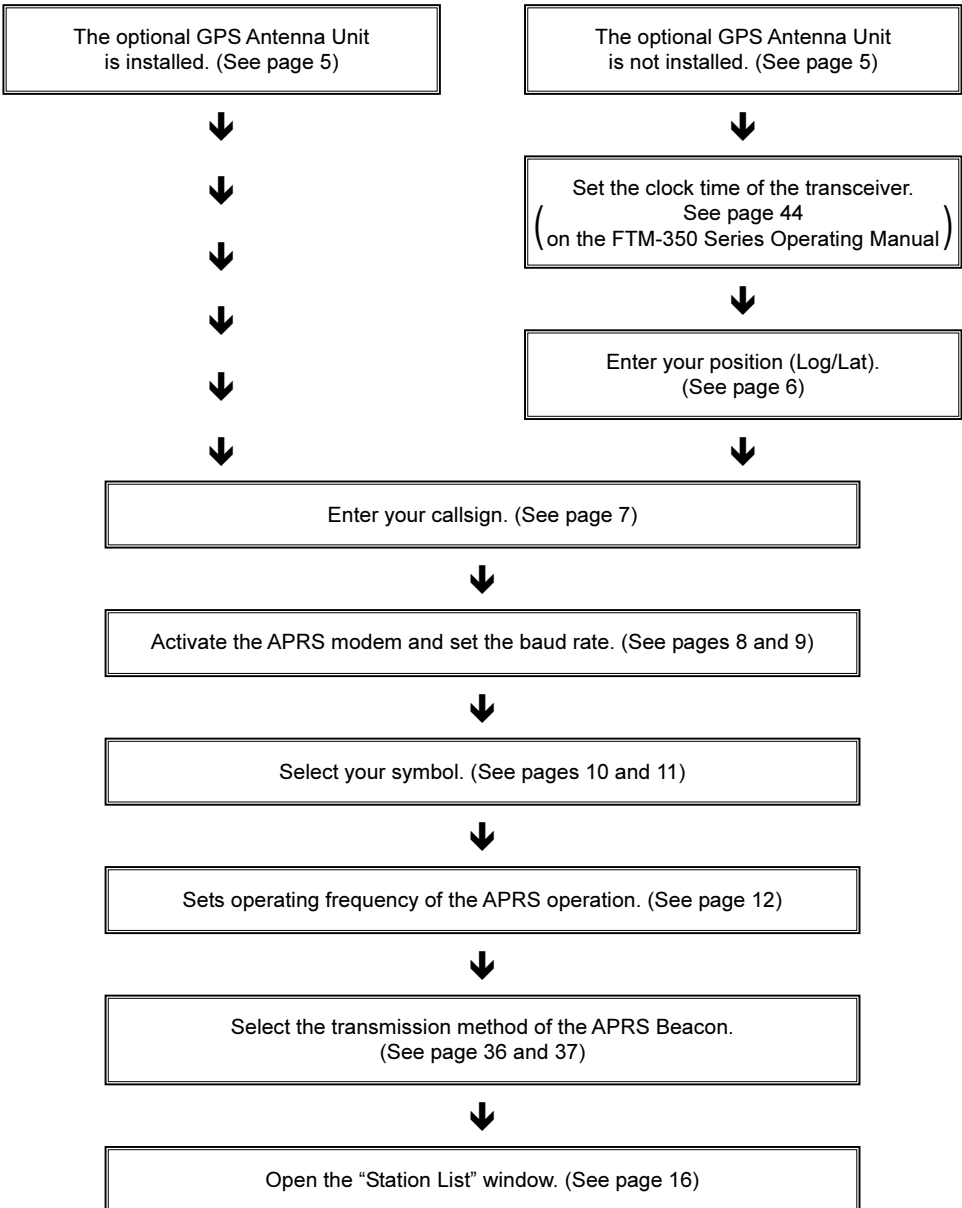 The optional GPS Antenna Unit
is installed. (See page 5)
The optional GPS Antenna Unit
is not installed. (See page 5)
Set the clock time of the transceiver.
See page 44
(on the FTM-350 Series Operating Manual)
Enter your position (Log/Lat).
(See page 6)
Enter your callsign. (See page 7)
Activate the APRS modem and set the baud rate. (See pages 8 and 9)
Select your symbol. (See pages 10 and 11)
Sets operating frequency of the APRS operation. (See page 12)
Select the transmission method of the APRS Beacon.
(See page 36 and 37)
Open the “Station List” window. (See page 16)